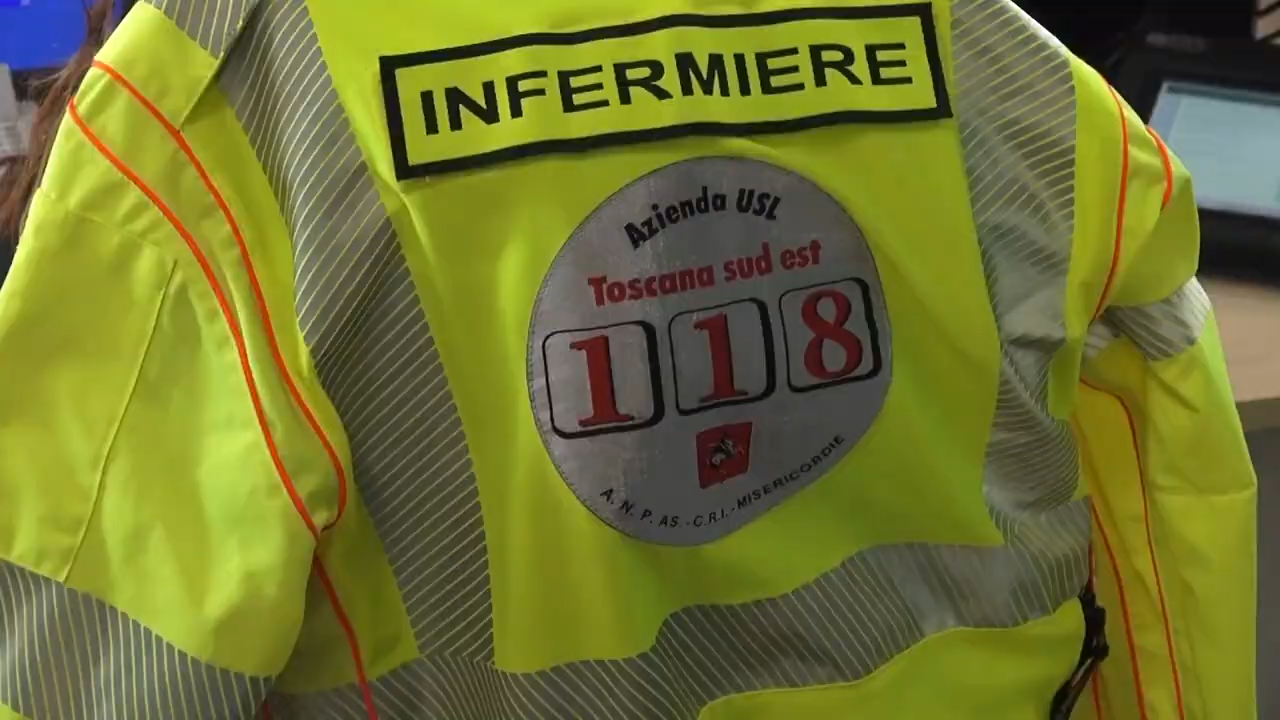 INFERMIERE
Azienda USL
Toscana sud est
118
A. N. P. AS. - C.R.I. - MISERICORDIE